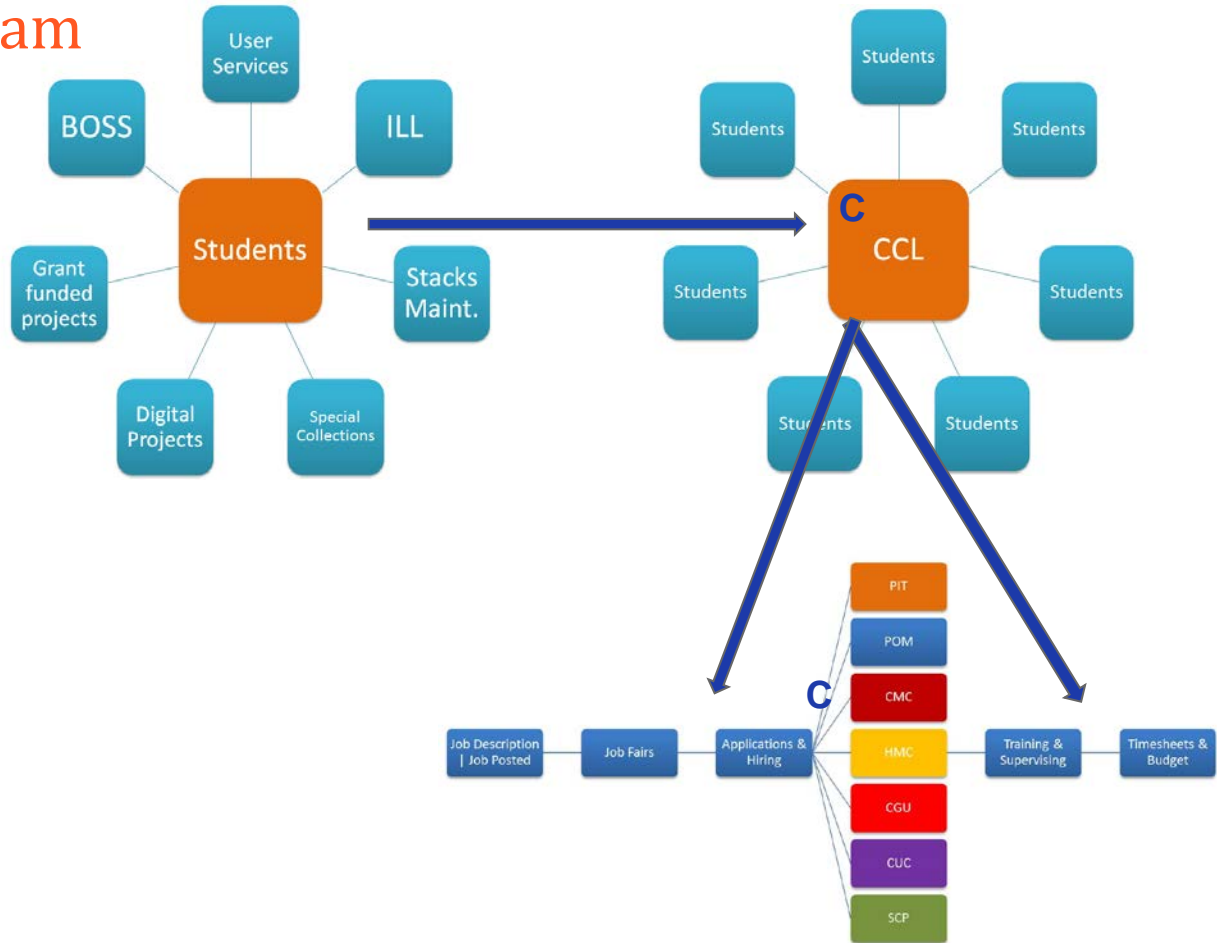 am
User
Services
BOSS
ILL
Students
Grant
funded
projects
Stacks
Maint.
Digital
Projects
Special
Collections
Students
Students
Students
C
CCL
Students
Students
Students
Students
PIT
POM
C
CMC
Job Description
| Job Posted
Job Fairs
Applications &
Hiring
HMC
Training &
Supervising
Timesheets &
Budget
CGU
CUC
SCP